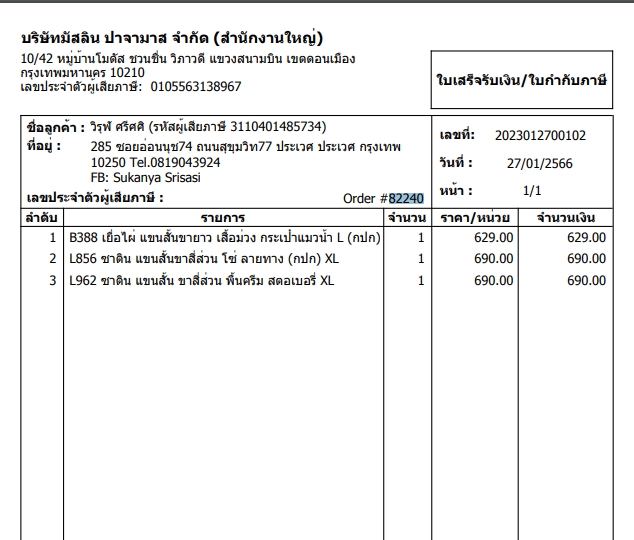 บริษัทมัสลิน ปาจามาส จำกัด (สำนักงานใหญ่)
10/42 หมู่บ้านโมดัส ชวนชื่น วิภาวดี แขวงสนามบิน เขตดอนเมือง
กรุงเทพมหานคร 10210
เลขประจำตัวผู้เสียภาษี: 0105563138967
ใบเสร็จรับเงิน/ใบกำกับภาษี
ชื่อลูกค้า : วิรุฬ ศรีศศิ (รหัสผู้เสียภาษี 3110401485734)
ที่อยู่ : 285 ซอยอ่อนนุช74 ถนนสุขุมวิท77 ประเวศ ประเวศ กรุงเทพ
10250 Tel.0819043924
FB: Sukanya Srisasi
เลขประจำตัวผู้เสียภาษี : Order #82240
เลขที่: 2023012700102
วันที่ : 27/01/2566
หน้า : 1/1
ลำดับ รายการ จำนวน ราคา/หน่วย จำนวนเงิน
1 B388 เยื่อไผ่ แขนสั้นขายาว เสื้อม่วง กระเป๋าแมวน้ำ L (กปก) 1 629.00 629.00
2 L856 ซาติน แขนสั้นขาสี่ส่วน โซ่ ลายทาง (กปก) XL 1 690.00 690.00
3 L962 ซาติน แขนสั้น ขาสี่ส่วน พื้นครีม สตอเบอรี่ XL 1 690.00 690.00